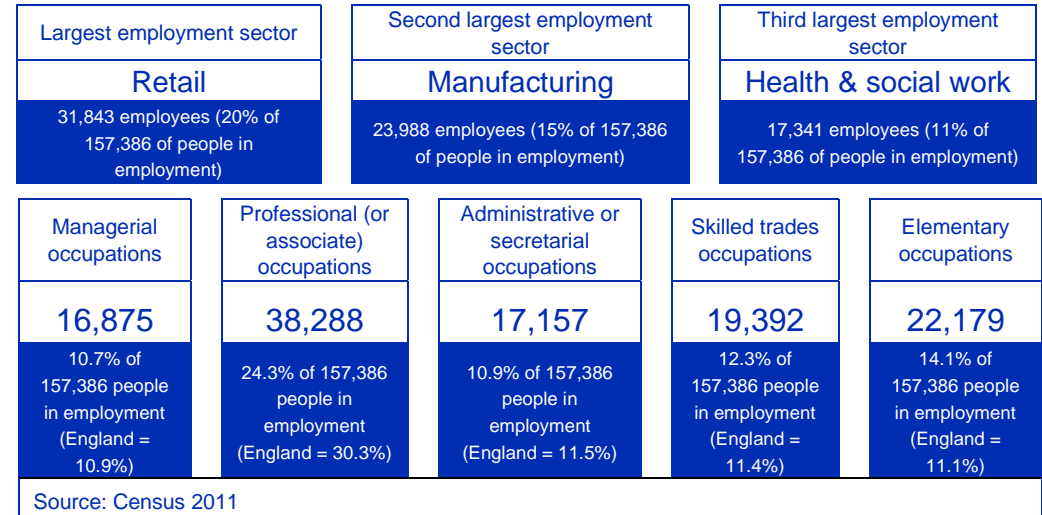 Largest employment sector
Retail
31,843 employees (20% of
157,386 of people in
employment)
Second largest employment
sector
Manufacturing
23,988 employees (15% of 157,386
of people in employment)
Third largest employment
sector
Health & social work
17,341 employees (11% of
157,386 of people in employment)
Managerial
occupations
16,875
10.7% of
157,386 people
in employment
(England =
10.9%)
Professional (or
associate)
occupations
38,288
24.3% of 157,386
people in
employment
(England = 30.3%)
Administrative or
secretarial
occupations
17,157
10.9% of 157,386
people in
employment
(England = 11.5%)
Skilled trades
occupations
19,392
12.3% of
157,386 people
in employment
(England =
11.4%)
Elementary
occupations
22,179
14.1% of
157,386 people
in employment
(England =
11.1%)
Source: Census 2011